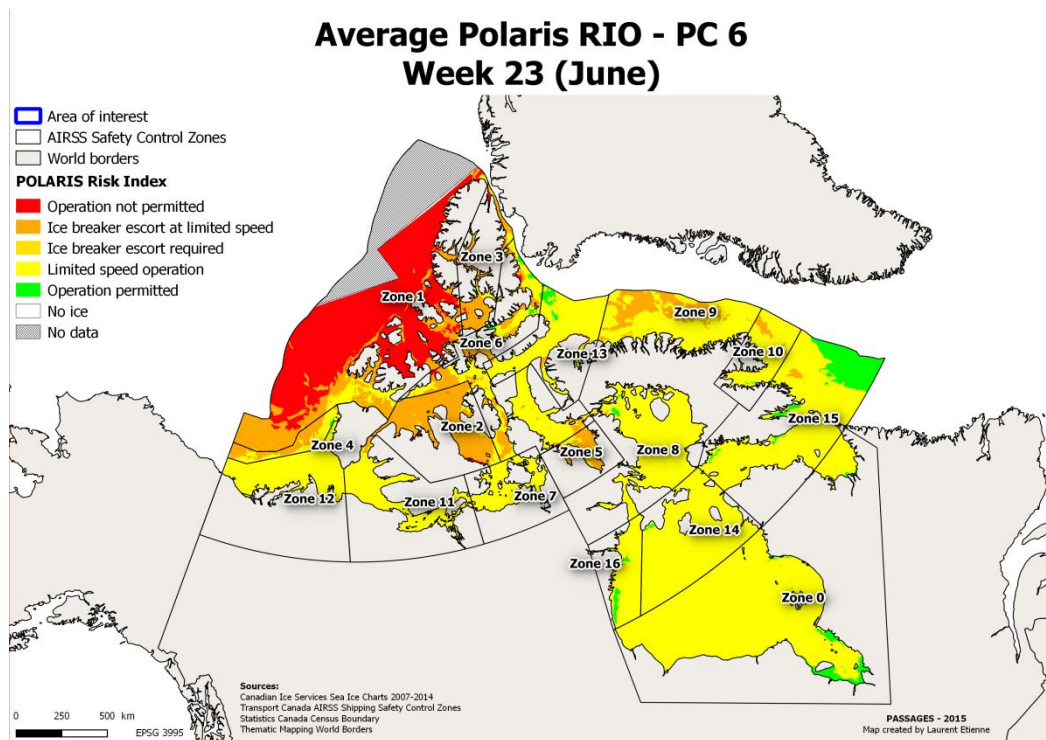 Average Polaris RIO - PC 6
Week 23 (June)
Area of interest
AIRSS Safety Control Zones
World borders
POLARIS Risk Index
Operation not permitted
Ice breaker escort at limited speed
Ice breaker escort required
Limited speed operation
Operation permitted
No ice
No data
Zone 3
Zone 1
Zone 9
Zone 6
Zone 13
Zone 10
Zone 2
Zone 15
Zone 4
Zone 5
Zone 8
Zone 12
Zone 11
Zone 7
Zone 14
Zone 16
Zone 0
Sources:
Canadian Ice Services Sea Ice Charts 2007-2014
Transport Canada AIRSS Shipping Safety Control Zones
Statistics Canada Census Boundary
Thematic Mapping World Borders
0 250 500 km
EPSG 3995
PASSAGES - 2015
Map created by Laurent Etienne